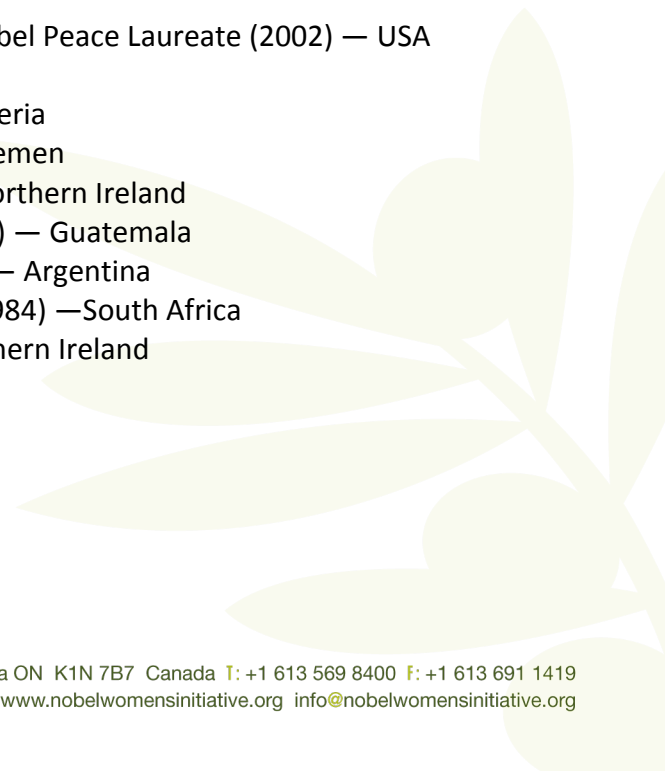 bel Peace Laureate (2002) — USA
eria
emen
orthern Ireland
) — Guatemala
– Argentina
984) —South Africa
hern Ireland
a ON K1N 7B7 Canada T: +1 613 569 8400 F: +1 613 691 1419
www.nobelwomensinitiative.org info@nobelwomensinitiative.org